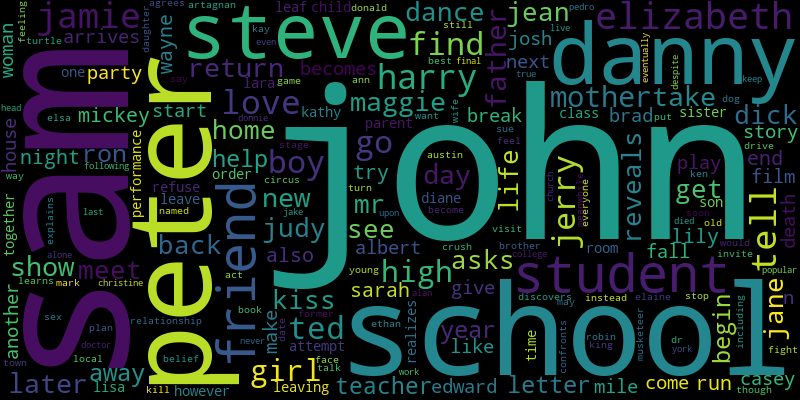 sam
peter
john
school
danny
steve
student
friend
elizabeth
jamie
dance
jean
find
josh
harry
father
woman
arrives
wayne
return
becomes
next
leaf
child
donald
agrees
artagnan
kay
even
best
final
live
pedro
daughter
feeling
turtle
one
party
lara
game
ann
love
maggie
mother
take
dick
eventually
despite
true
keep
dog
put
head
elsa
mickey
start
kathy
break
class
brad
sister
story
house
say
donnie
parent
want
wife
sue
feel
stage
home
go
drive
night
ron
help
boy
try
day
life
jerry
reveals
play
end
way
following
performance
refuse
order
circus
austin
diane
become
church
everyone
ken
get
son
film
together
explains
leave
named
new
mr
see
turn
jake
upon
visit
crush
brother
college
room
died
old
lily
soon
would
tell
death
last
back
judy
albert
high
asks
fall
invite
popular
show
alone
meet
act
also
young
another
learns
mark
christine
kiss
sarah
give
discovers
may
instead
elaine
stop
sex
plan
relationship
book
former
date
never
ted
make
attempt
ethan
realizes
year
like
time
confronts
robin
king
musketeer
dr
york
begin
including
jane
n
fight
town
local
doctor
belief
later
away
lisa
kill
however
girl
leaving
face
talk
work
alan
teacher
edward
letter
mile
come
run
casey
though